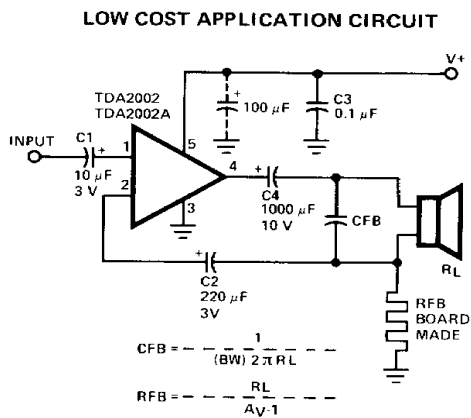 LOW COST APPLICATION CIRCUIT
V+
TDA2002
TDA2002A
+
100 μF
C3
0.1 μF
INPUT
C1
+
10 μF
3 V
1
2
5
4
3
+
C4
1000 μF
10 V
CFB
RL
+
C2
220 μF
3V
RFB
BOARD
MADE
CFB = 1
(BW) 2πRL
RFB = RL
AV-1